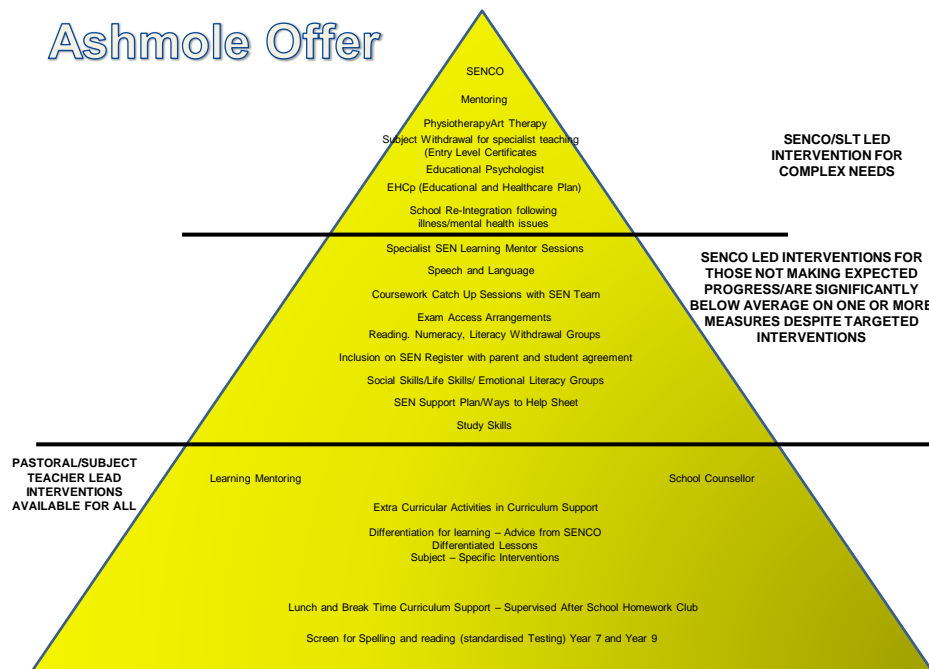 Ashmole Offer
SENCO
Mentoring
PhysiotherapyArt Therapy
Subject Withdrawal for specialist teaching
(Entry Level Certificates
Educational Psychologist
EHCp (Educational and Healthcare Plan)
School Re-Integration following
illness/mental health issues
SENCO/SLT LED
INTERVENTION FOR
COMPLEX NEEDS
Specialist SEN Learning Mentor Sessions
Speech and Language
Coursework Catch Up Sessions with SEN Team
Exam Access Arrangements
Reading. Numeracy, Literacy Withdrawal Groups
Inclusion on SEN Register with parent and student agreement
Social Skills/Life Skills/ Emotional Literacy Groups
SEN Support Plan/Ways to Help Sheet
Study Skills
SENCO LED INTERVENTIONS FOR
THOSE NOT MAKING EXPECTED
PROGRESS/ARE SIGNIFICANTLY
BELOW AVERAGE ON ONE OR MORE
MEASURES DESPITE TARGETED
INTERVENTIONS
PASTORAL/SUBJECT
TEACHER LEAD
INTERVENTIONS
AVAILABLE FOR ALL
Learning Mentoring
School Counsellor
Extra Curricular Activities in Curriculum Support
Differentiation for learning – Advice from SENCO
Differentiated Lessons
Subject – Specific Interventions
Lunch and Break Time Curriculum Support – Supervised After School Homework Club
Screen for Spelling and reading (standardised Testing) Year 7 and Year 9